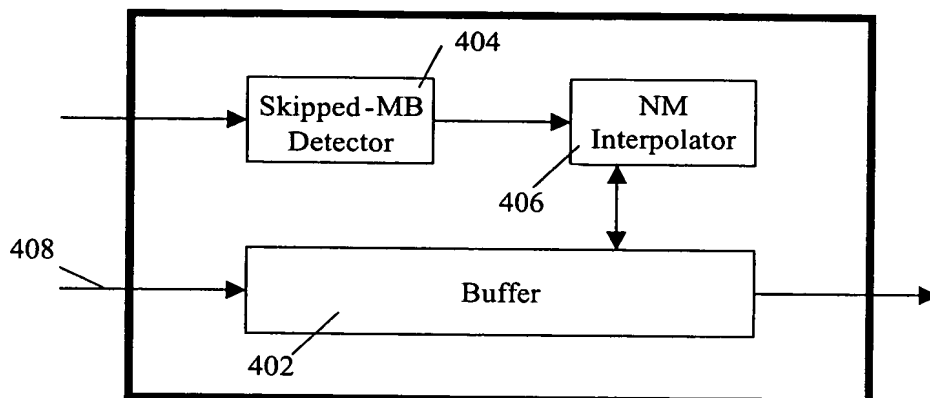 404
Skipped-MB
Detector
NM
Interpolator
406
408
Buffer
402